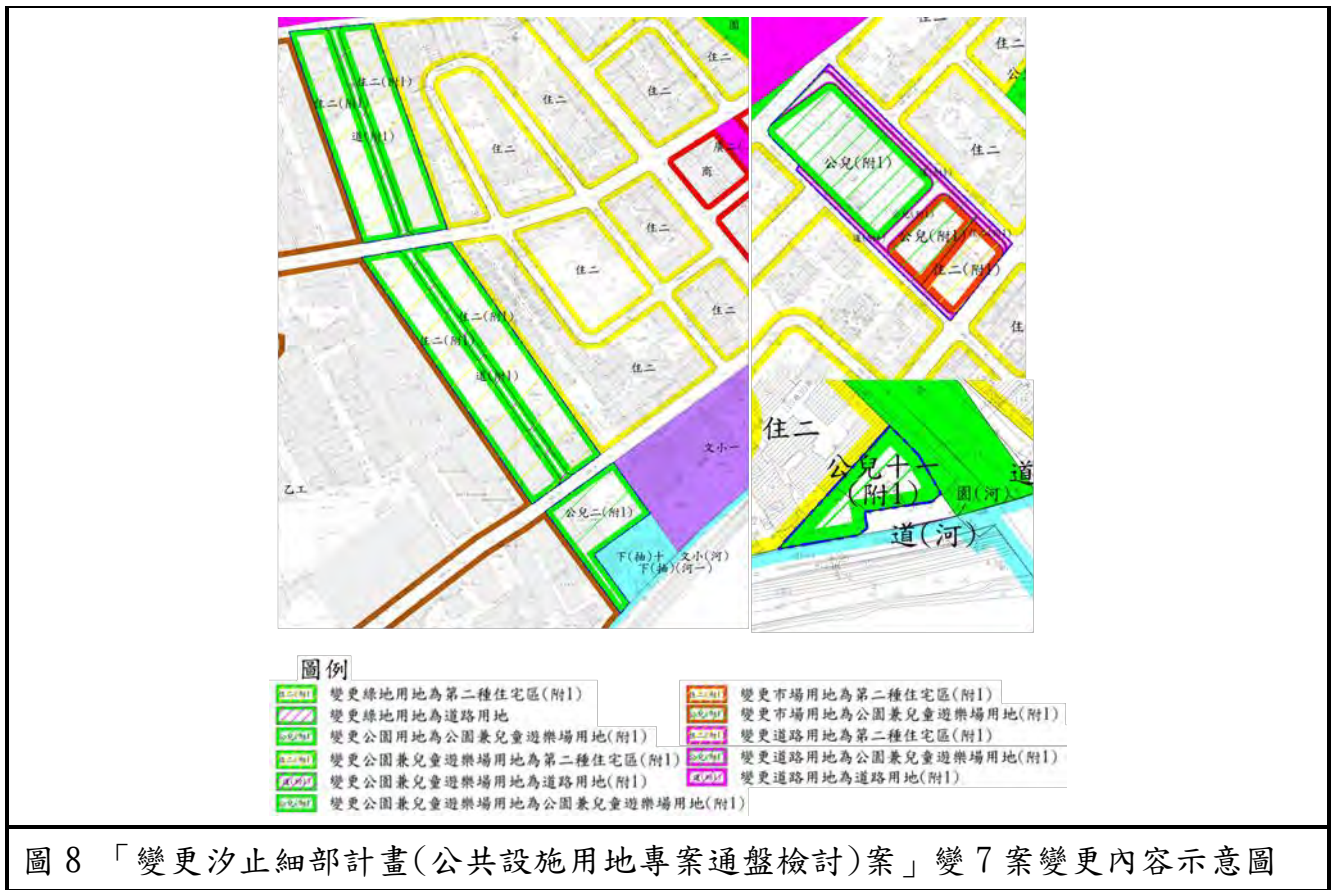 園
住二
住二(附1)
住二(附1)
道(附1)
住二
住二
住二
商
住二
住二
住二
住二(附1)
住二(附1)
道(附1)
住二
文小一
乙工
公兒二(附1)
下(抽)十
文小(河)
下(抽)(河一)
住二
住二
公
住二
公兒(附1)
公兒(附1)
住二(附1)
住
住二
公兒十一
(附1)
道
園(河)
道(河)
圖例
變更綠地用地為第二種住宅區(附1)
變更綠地用地為道路用地
變更公園用地為公園兼兒童遊樂場用地(附1)
變更公園兼兒童遊樂場用地為第二種住宅區(附1)
變更公園兼兒童遊樂場用地為道路用地(附1)
變更公園兼兒童遊樂場用地為公園兼兒童遊樂場用地(附1)
變更市場用地為第二種住宅區(附1)
變更市場用地為公園兼兒童遊樂場用地(附1)
變更道路用地為第二種住宅區(附1)
變更道路用地為公園兼兒童遊樂場用地(附1)
變更道路用地為道路用地(附1)
圖 8 「變更汐止細部計畫(公共設施用地專案通盤檢討)案」變 7 案變更內容示意圖